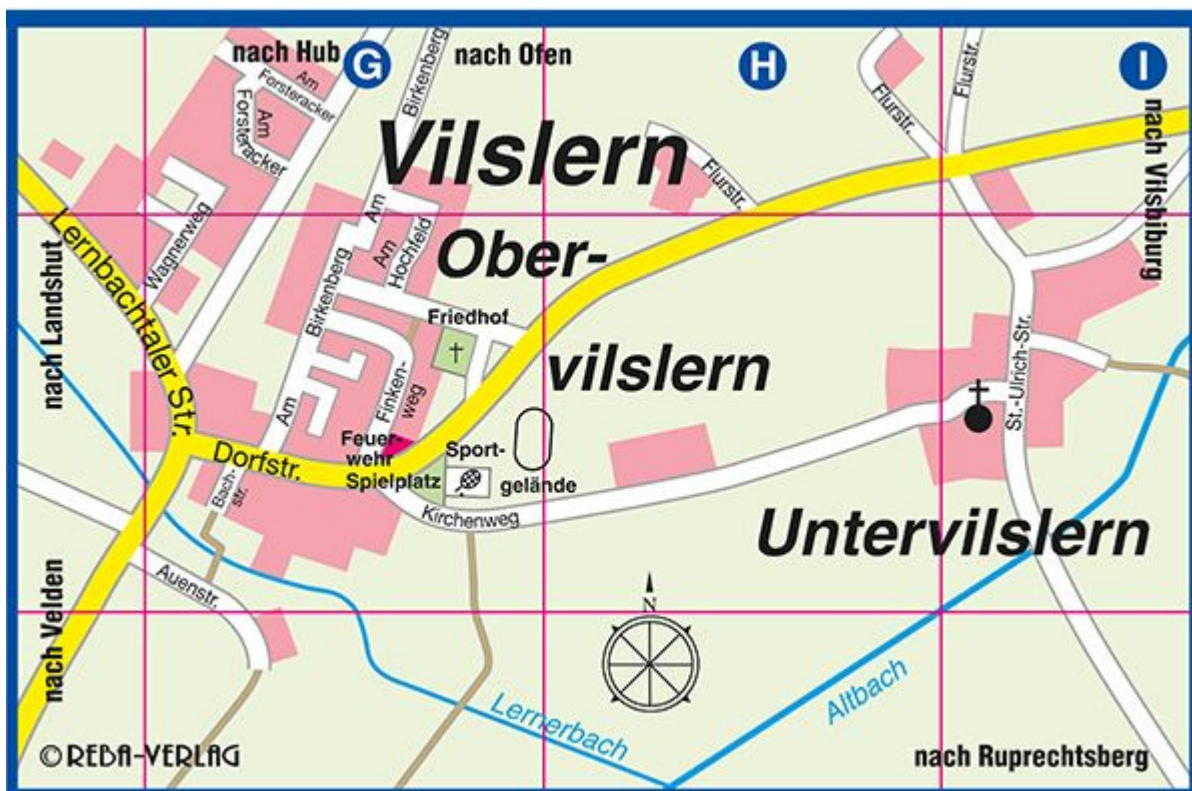 nach Hub
G
nach Ofen
H
I
Am
Forsteracker
Am
Forsteracker
Birkenberg
Flurstr.
Flurstr.
nach Vilsbiburg
Vilslern
Flurstr.
Wagnerweg
Am
Ober-
Am
Hochfeld
Lernbachtaler Str.
nach Landshut
Birkenberg
Friedhof
vilslern
St.-Ulrich-Str.
Am
Finken-
weg
Dorfstr.
Feuer-
wehr
Sport-
Spielplatz
gelände
Bach-
str.
Kirchenweg
Untervilslern
Auenstr.
nach Velden
N
Lernerbach
Altbach
© REBA-VERLAG
nach Ruprechtsberg